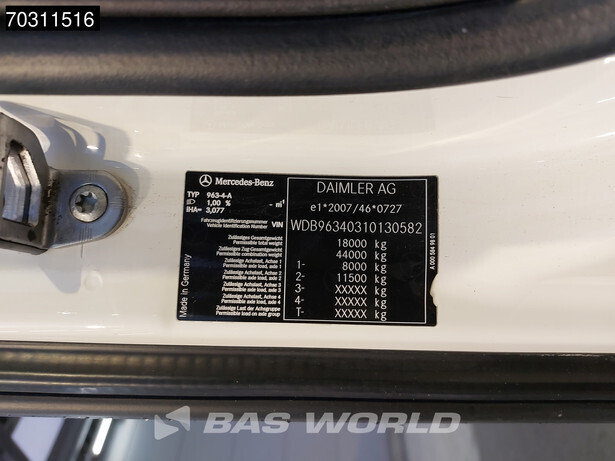 70311516
Mercedes-Benz
DAIMLER AG
TYP 963-4-A
1,00 % - m¹
IHA= 3,077
e1*2007/46*0727
Fahrzeugidentifizierungsnummer
Vehicle Identification Number VIN WDB96340310130582
Zulässiges Gesamtgewicht
Permissible total weight 18000 kg
Zulässiges Zug-Gesamtgewicht
Permissible combination weight 44000 kg
Zulässige Achslast, Achse 1
Permissible axle load, axle 1 1- 8000 kg
Zulässige Achslast, Achse 2
Permissible axle load, axle 2 2- 11500 kg
Zulässige Achslast, Achse 3
Permissible axle load, axle 3 3- XXXXX kg
Zulässige Achslast, Achse 4
Permissible axle load, axle 4 4- XXXXX kg
Zulässige Last der Achsgruppe
Permissible load on axle group T- XXXXX kg
Made in Germany
A 000 584 98 01
BAS WORLD